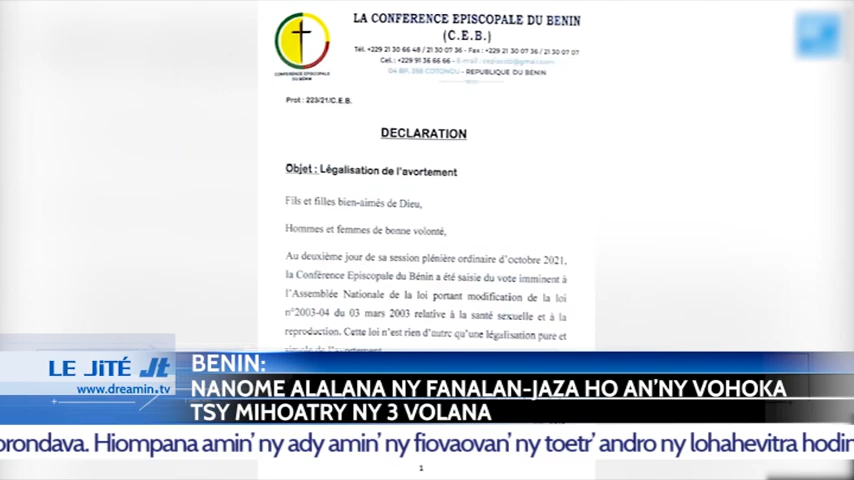 LA CONFERENCE EPISCOPALE DU BENIN
(C.E.B.)
Tél. +229 21 30 66 48 / 21 30 07 36 - Fax : +229 21 30 07 36 / 21 30 07 07
Cel. : +229 91 36 66 66 - E-mail : cepiscob@gmail.com
04 BP, 388 COTONOU - REPUBLIQUE DU BENIN
CONFERENCE EPISCOPALE
DU BENIN
Prot : 223/21/C.E.B.
DECLARATION
Objet : Légalisation de l'avortement
Fils et filles bien-aimés de Dieu,
Hommes et femmes de bonne volonté,
Au deuxième jour de sa session plénière ordinaire d'octobre 2021,
la Conférence Episcopale du Bénin a été saisie du vote imminent à
l'Assemblée Nationale de la loi portant modification de la loi
n°2003-04 du 03 mars 2003 relative à la santé sexuelle et à la
reproduction. Cette loi n'est rien d'autre qu'une légalisation pure et
simple de l'avortement
LE JiTÉ Jt
www.dreamin.tv
BENIN:
NANOME ALALANA NY FANALAN-JAZA HO AN'NY VOHOKA
TSY MIHOATRY NY 3 VOLANA
orondava. Hiompana amin' ny ady amin' ny fiovaovan' ny toetr' andro ny lohahevitra hodin
1